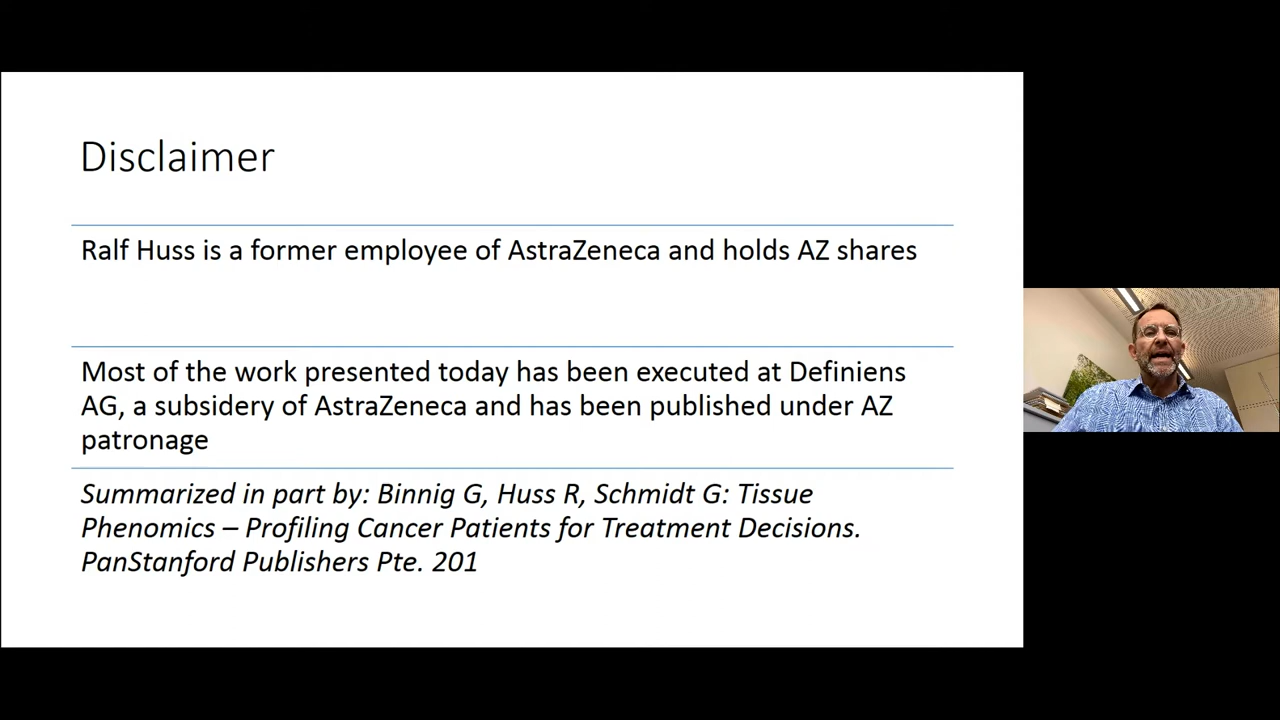 Disclaimer
Ralf Huss is a former employee of AstraZeneca and holds AZ shares
Most of the work presented today has been executed at Definiens
AG, a subsidery of AstraZeneca and has been published under AZ
patronage
Summarized in part by: Binnig G, Huss R, Schmidt G: Tissue
Phenomics – Profiling Cancer Patients for Treatment Decisions.
PanStanford Publishers Pte. 201